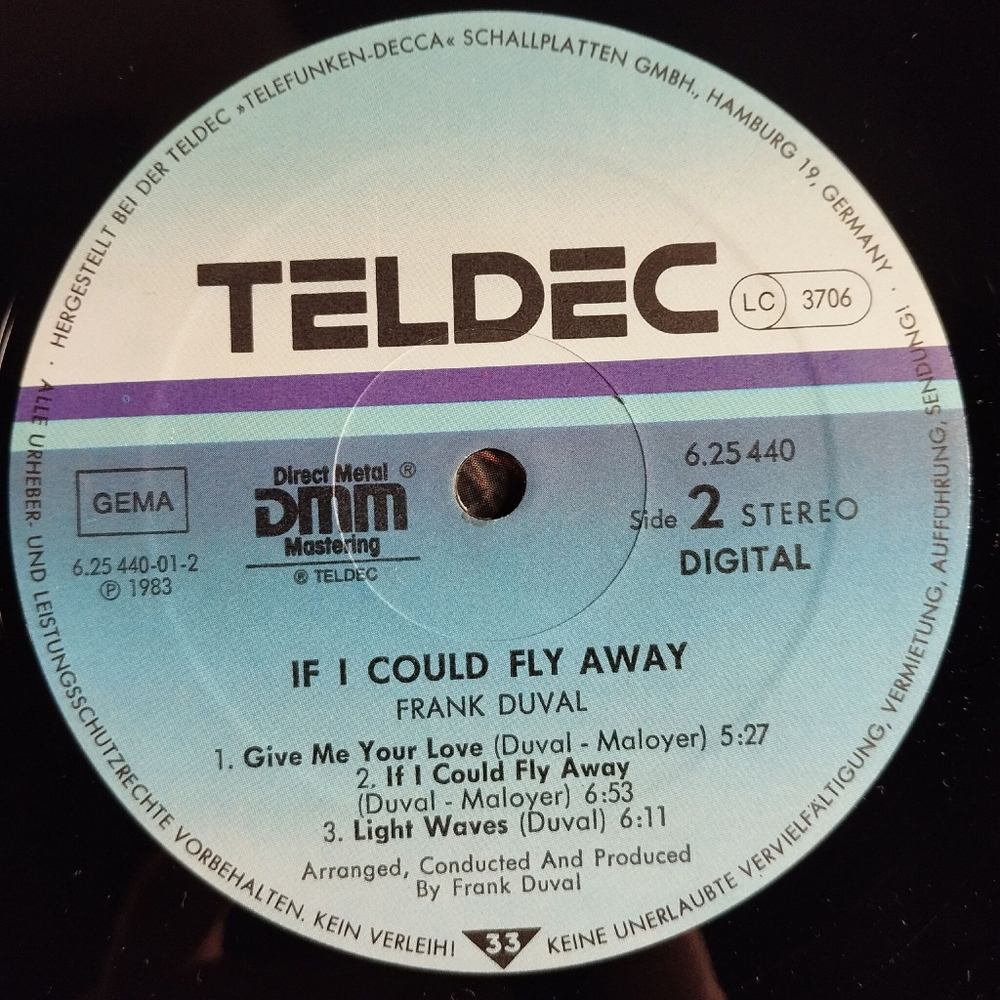 HERGESTELLT BEI DER TELDEC »TELEFUNKEN-DECCA« SCHALLPLATTEN GMBH., HAMBURG 19, GERMANY ·
TELDEC
LC 3706
GEMA
6.25 440-01-2
Ⓟ 1983
Direct Metal ®
DMM
Mastering
® TELDEC
6.25 440
Side 2 STEREO
DIGITAL
IF I COULD FLY AWAY
FRANK DUVAL
1. Give Me Your Love (Duval - Maloyer) 5:27
2. If I Could Fly Away
(Duval - Maloyer) 6:53
3. Light Waves (Duval) 6:11
Arranged, Conducted And Produced
By Frank Duval
· ALLE URHEBER- UND LEISTUNGSSCHUTZRECHTE VORBEHALTEN. KEIN VERLEIH!
33
KEINE UNERLAUBTE VERVIELFÄLTIGUNG, VERMIETUNG, AUFFÜHRUNG, SENDUNG!